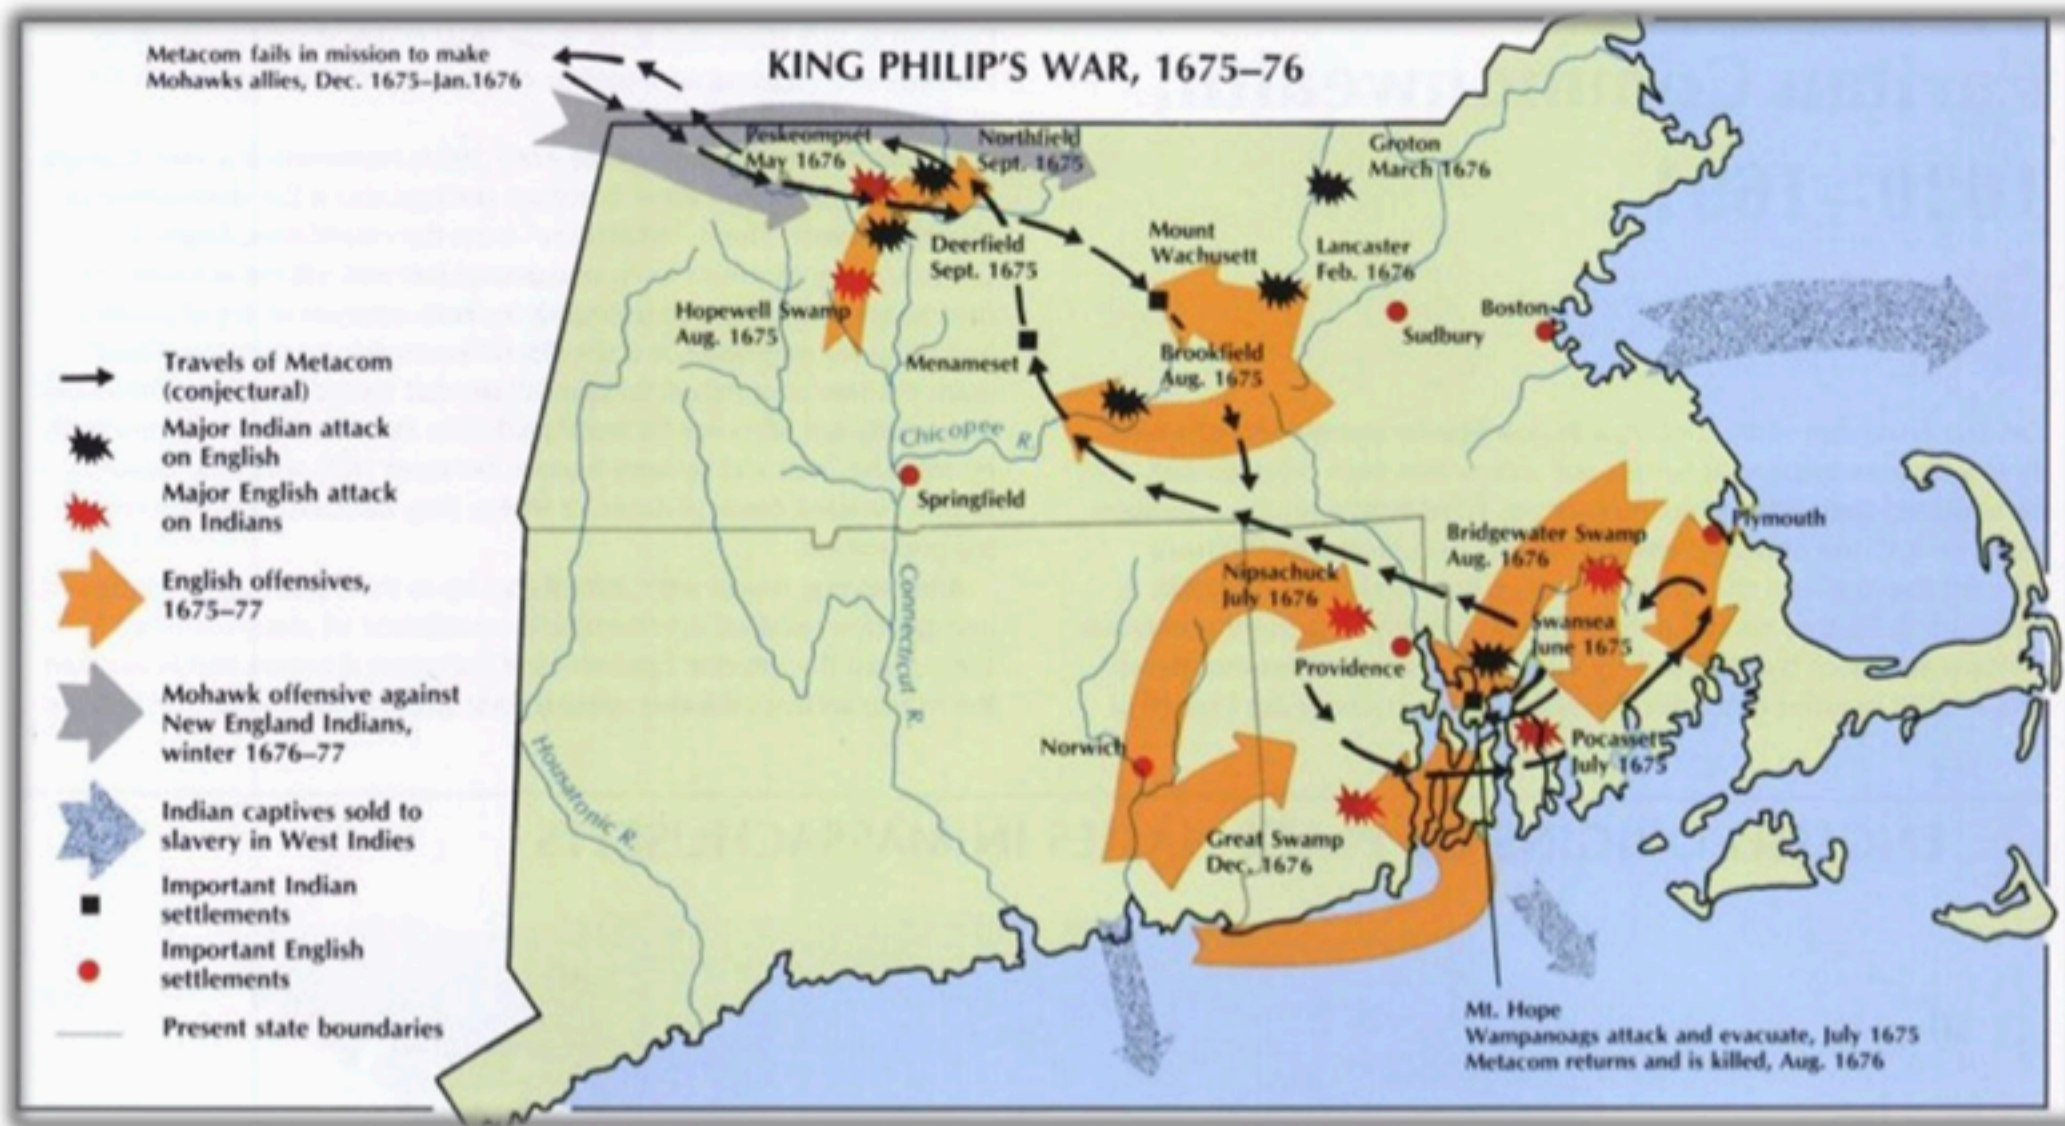 Metacom fails in mission to make
Mohawks allies, Dec. 1675–Jan.1676
KING PHILIP'S WAR, 1675–76
Peskeompset
May 1676
Northfield
Sept. 1675
Groton
March 1676
Deerfield
Sept. 1675
Mount
Wachusett
Lancaster
Feb. 1676
Hopewell Swamp
Aug. 1675
Boston
Sudbury
Menameset
Brookfield
Aug. 1675
Chicopee R.
Springfield
Bridgewater Swamp
Aug. 1676
Plymouth
Nipsachuck
July 1676
Connecticut R.
Swansea
June 1675
Providence
Norwich
Pocasset
July 1675
Housatonic R.
Great Swamp
Dec. 1676
Mt. Hope
Wampanoags attack and evacuate, July 1675
Metacom returns and is killed, Aug. 1676
Travels of Metacom
(conjectural)
Major Indian attack
on English
Major English attack
on Indians
English offensives,
1675–77
Mohawk offensive against
New England Indians,
winter 1676–77
Indian captives sold to
slavery in West Indies
Important Indian
settlements
Important English
settlements
Present state boundaries